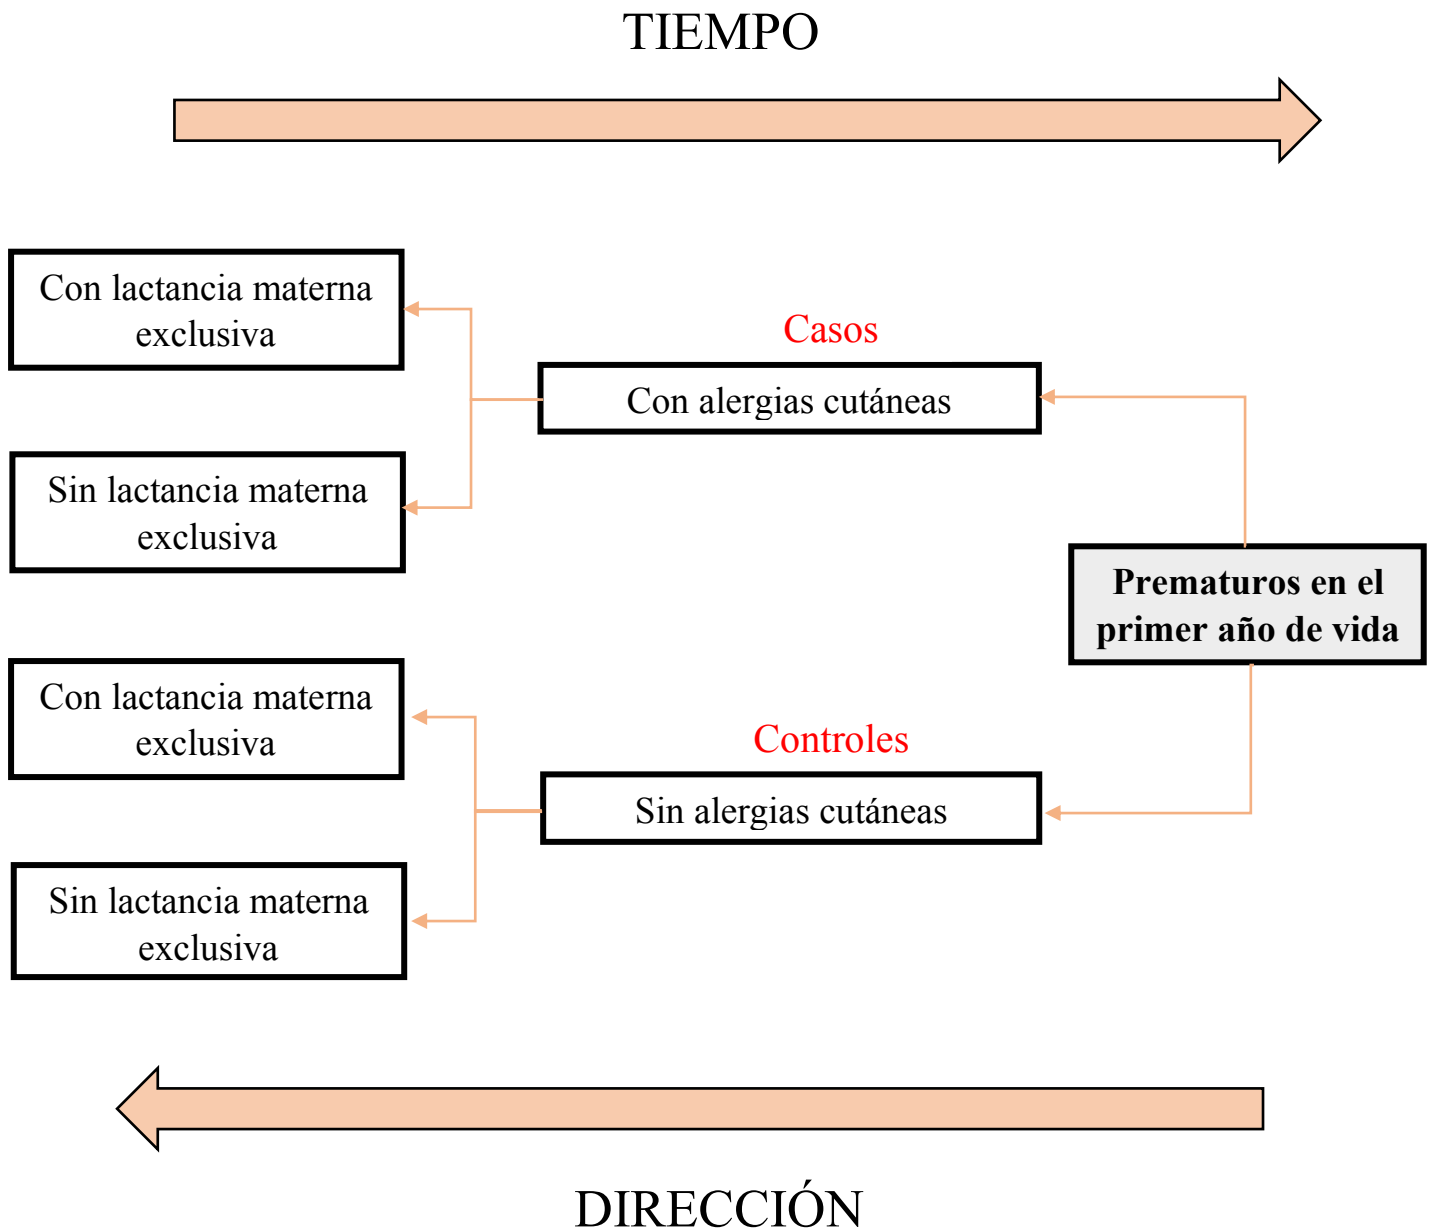 TIEMPO
Con lactancia materna
exclusiva
Casos
Con alergias cutáneas
Sin lactancia materna
exclusiva
Prematuros en el
primer año de vida
Con lactancia materna
exclusiva
Controles
Sin alergias cutáneas
Sin lactancia materna
exclusiva
DIRECCIÓN